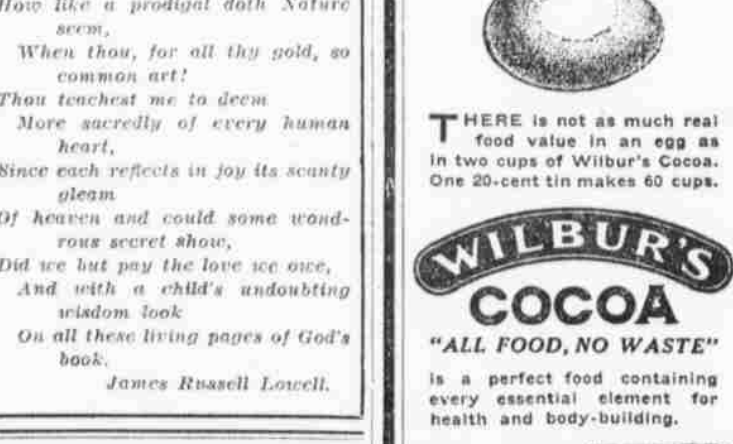 How like a prodigal doth Nature
seem,
When thou, for all thy gold, so
common art!
Thou teachest me to deem
More sacredly of every human
heart,
Since each reflects in joy its scanty
gleam
Of heaven and could some wond-
rous secret show,
Did we but pay the love we owe,
And with a child's undoubting
wisdom look
On all these living pages of God's
book.
James Russell Lowell.
THERE is not as much real
food value in an egg as
in two cups of Wilbur's Cocoa.
One 20-cent tin makes 60 cups.
WILBUR'S
COCOA
"ALL FOOD, NO WASTE"
is a perfect food containing
every essential element for
health and body-building.